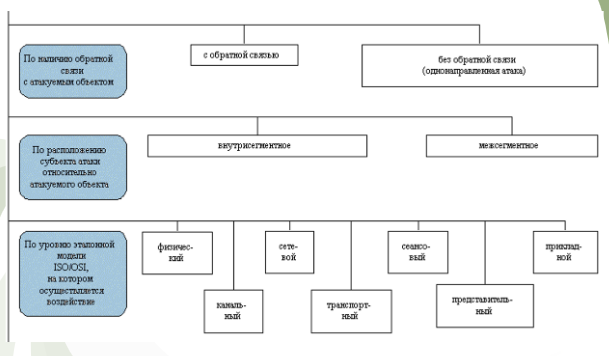 По наличию обратной
связи
с атакуемым объектом
с обратной связью
без обратной связи
(однонаправленная атака)
По расположению
субъекта атаки
относительно
атакуемого объекта
внутрисегментное
межсегментное
По уровню эталонной
модели
ISO/OSI,
на котором
осуществляется
воздействие
физичес-
кий
сете-
вой
сеансо-
вый
приклад-
ной
каналь-
ный
транспорт-
ный
представитель-
ный